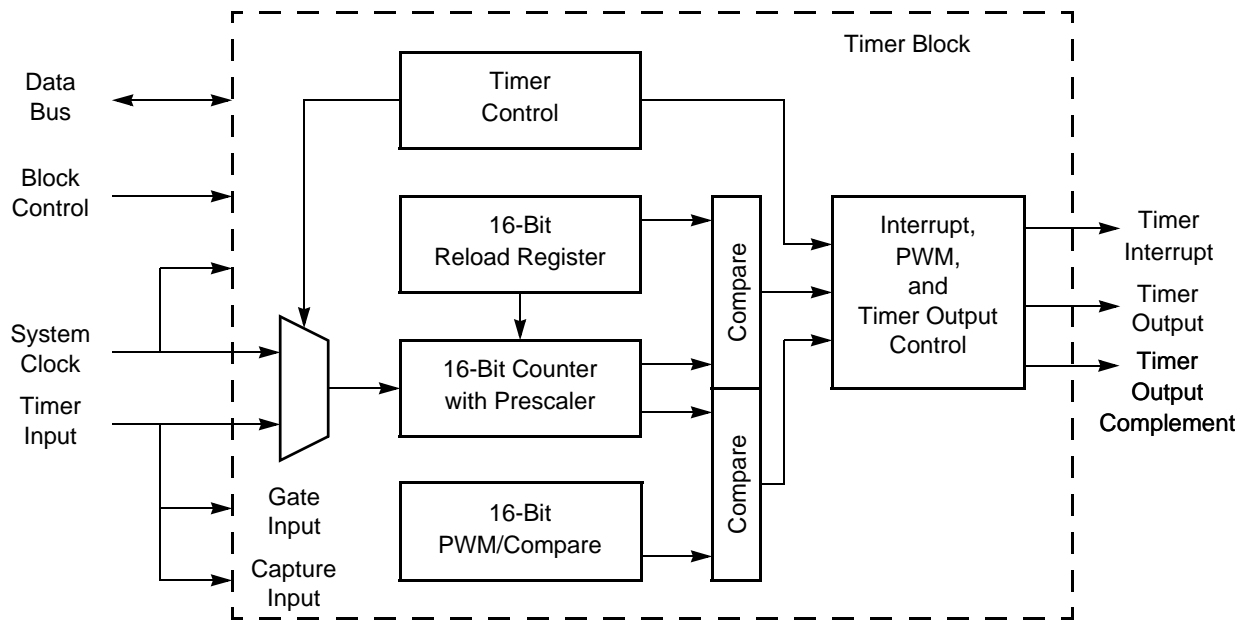 Timer Block
Data
Bus
Timer
Control
Block
Control
16-Bit
Reload Register
Compare
Interrupt,
PWM,
and
Timer Output
Control
Timer
Interrupt
Timer
Output
Timer
Output
Complement
System
Clock
16-Bit Counter
with Prescaler
Timer
Input
Gate
Input
16-Bit
PWM/Compare
Compare
Capture
Input